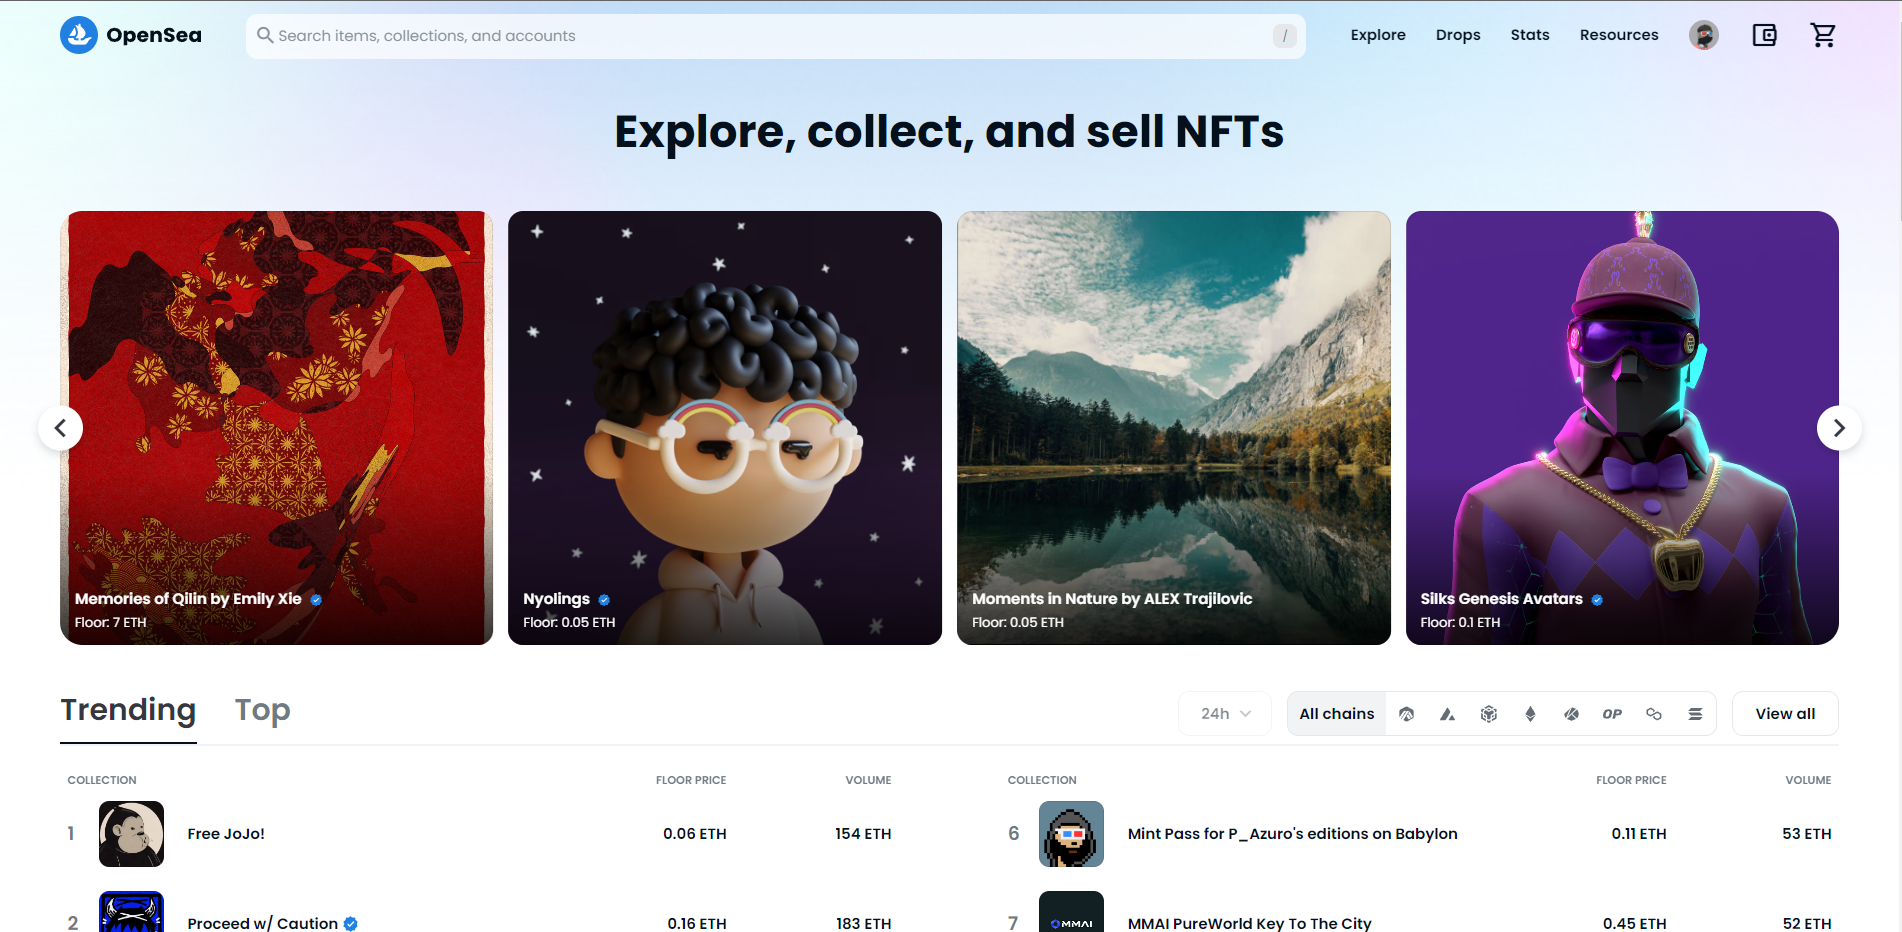 OpenSea
Search items, collections, and accounts
/
Explore
Drops
Stats
Resources
Explore, collect, and sell NFTs
Memories of Qilin by Emily Xie
Floor: 7 ETH
Nyolings
Floor: 0.05 ETH
Moments in Nature by ALEX Trajilovic
Floor: 0.05 ETH
Silks Genesis Avatars
Floor: 0.1 ETH
Trending
Top
24h
All chains
OP
View all
COLLECTION FLOOR PRICE VOLUME
1 Free JoJo! 0.06 ETH 154 ETH
2 Proceed w/ Caution 0.16 ETH 183 ETH
COLLECTION FLOOR PRICE VOLUME
6 Mint Pass for P_Azuro's editions on Babylon 0.11 ETH 53 ETH
7 MMAI MMAI PureWorld Key To The City 0.45 ETH 52 ETH